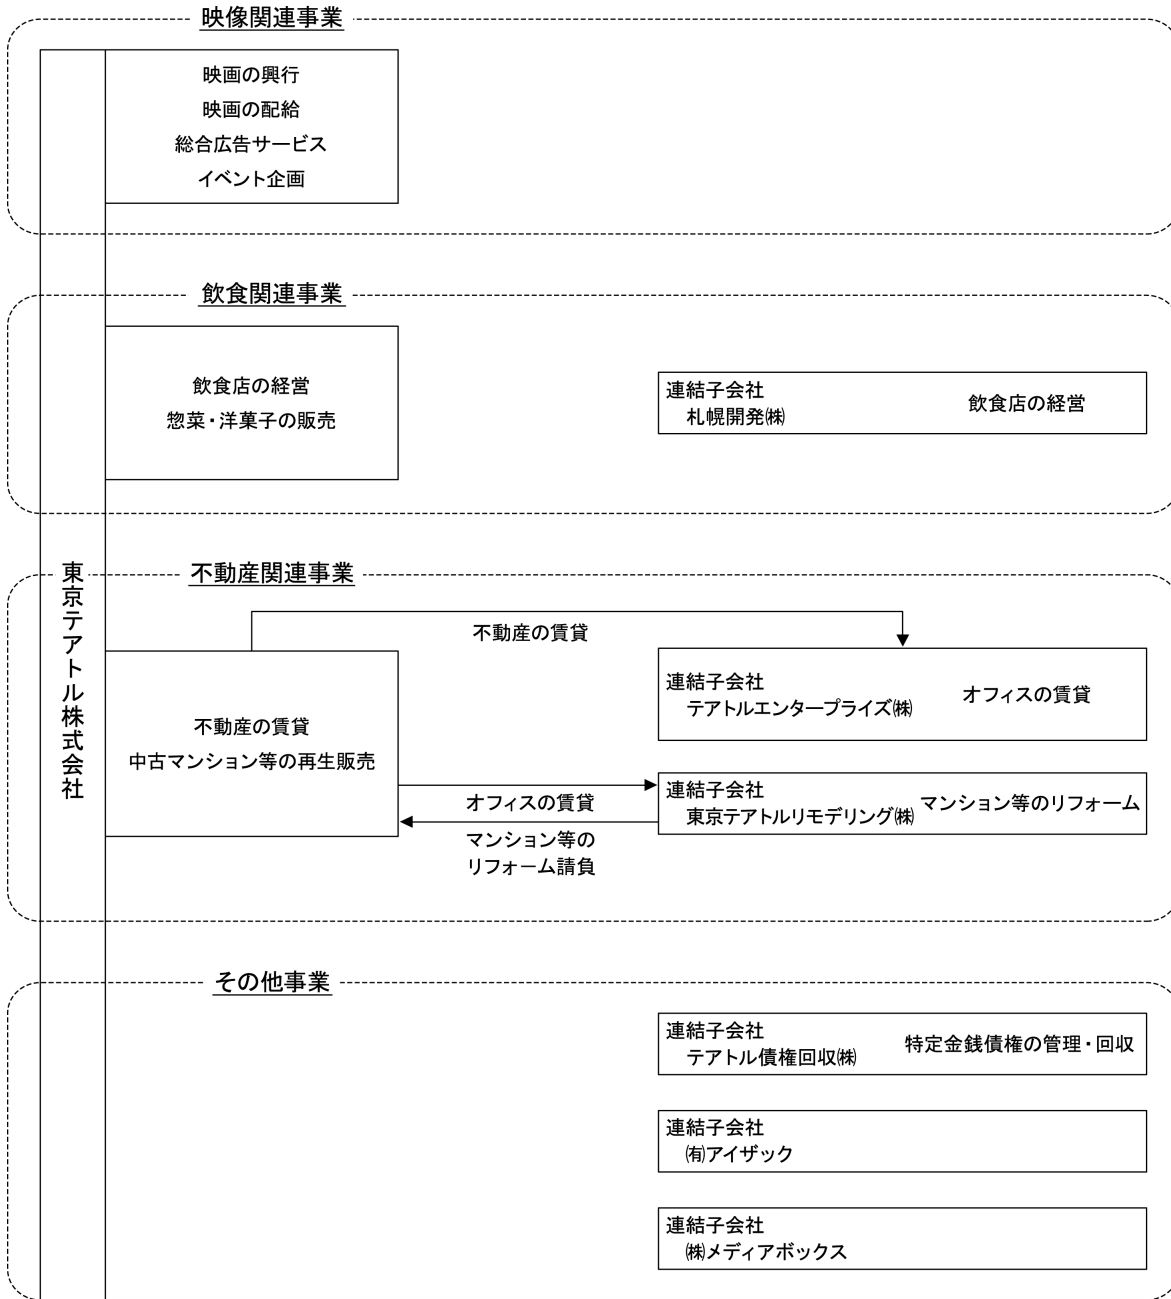 映像関連事業
映画の興行
映画の配給
総合広告サービス
イベント企画
飲食関連事業
飲食店の経営
惣菜・洋菓子の販売
連結子会社
札幌開発㈱
飲食店の経営
東京テアトル株式会社
不動産関連事業
不動産の賃貸
不動産の賃貸
中古マンション等の再生販売
連結子会社
テアトルエンタープライズ㈱
オフィスの賃貸
オフィスの賃貸
マンション等の
リフォーム請負
連結子会社
東京テアトルリモデリング㈱
マンション等のリフォーム
その他事業
連結子会社
テアトル債権回収㈱
特定金銭債権の管理・回収
連結子会社
㈲アイザック
連結子会社
㈱メディアボックス